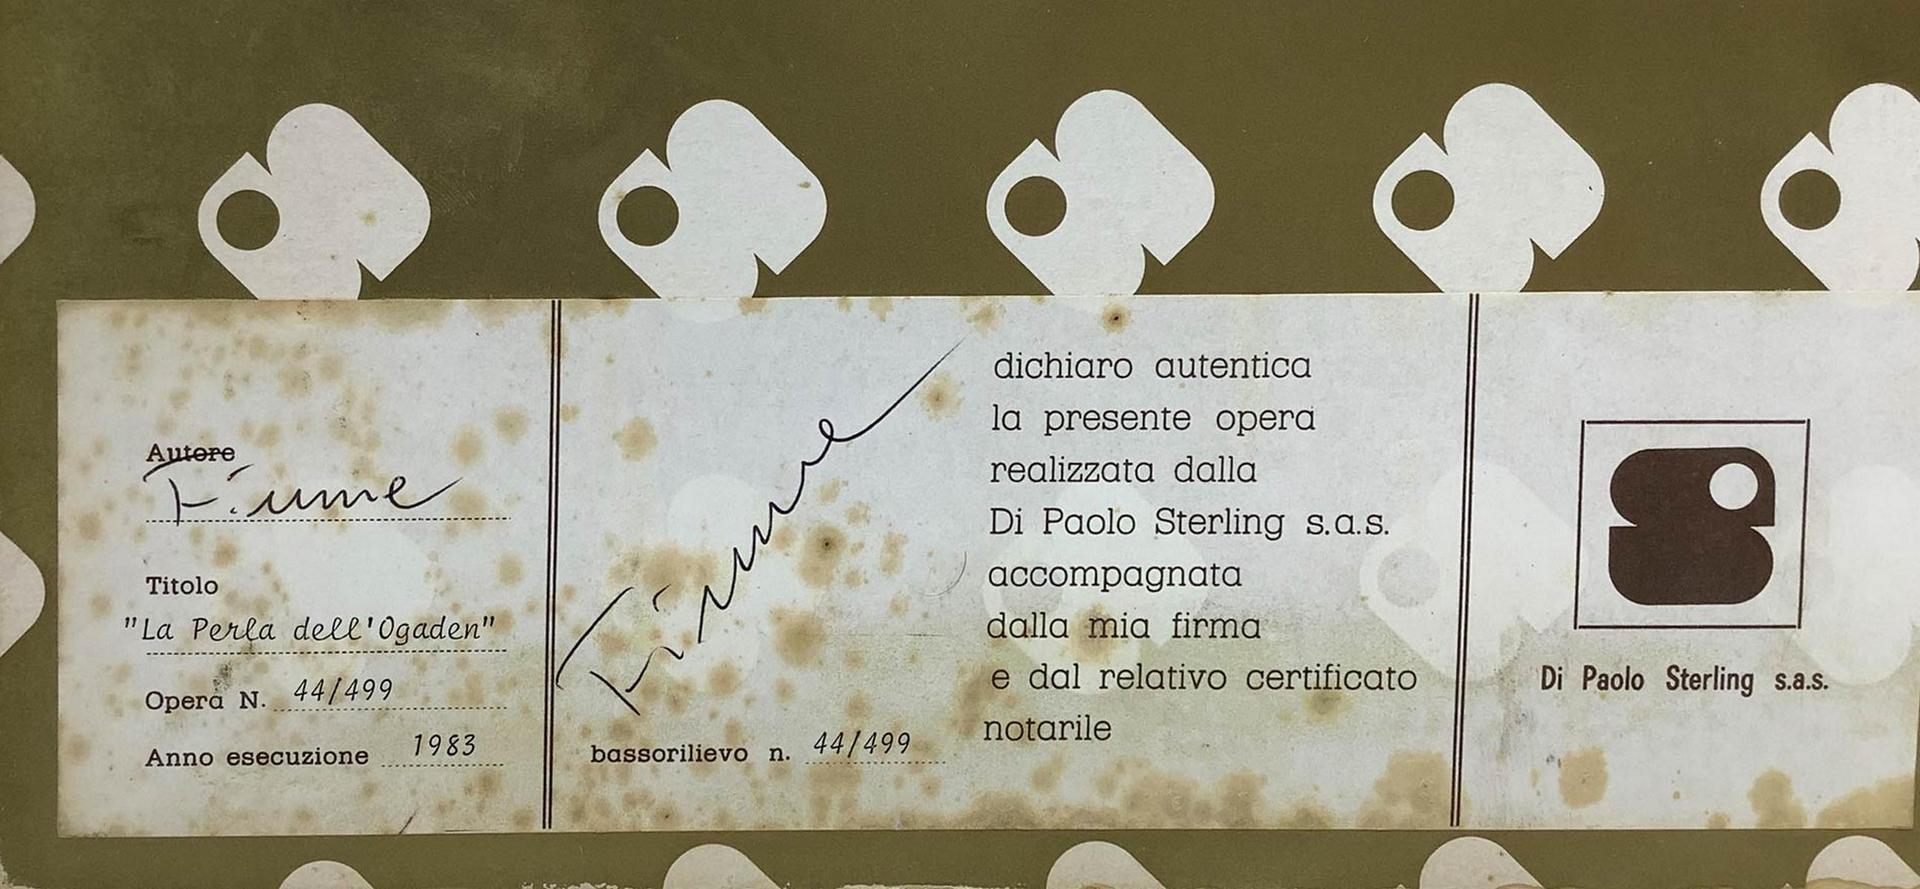 Autore
Fiume
Titolo
"La Perla dell'Ogaden"
Opera N. 44/499
Anno esecuzione 1983
Fiume
bassorilievo n. 44/499
dichiaro autentica
la presente opera
realizzata dalla
Di Paolo Sterling s.a.s.
accompagnata
dalla mia firma
e dal relativo certificato
notarile
Di Paolo Sterling s.a.s.